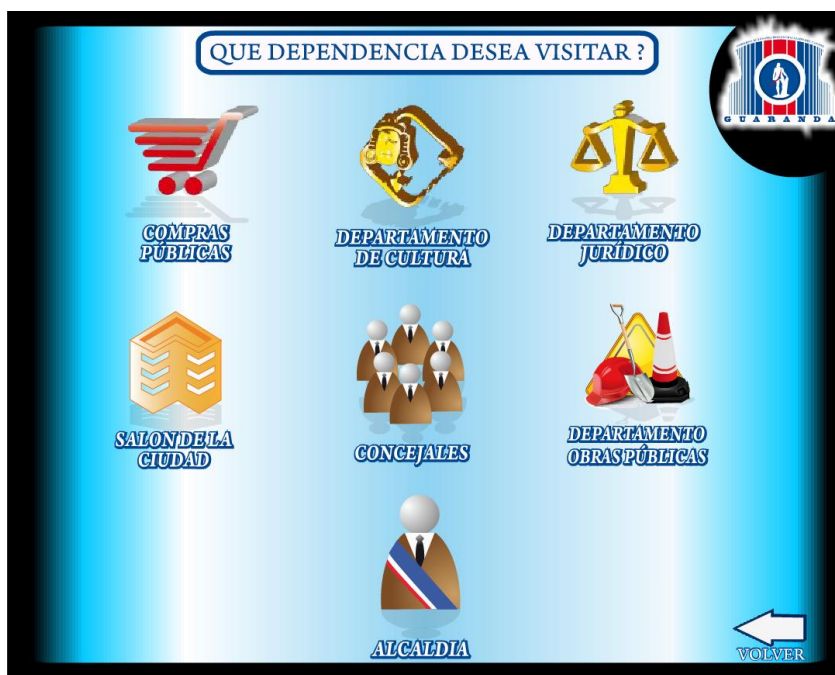 QUE DEPENDENCIA DESEA VISITAR ?
GUARANDA
COMPRAS
PÚBLICAS
DEPARTAMENTO
DE CULTURA
DEPARTAMENTO
JURÍDICO
SALON DE LA
CIUDAD
CONCEJALES
DEPARTAMENTO
OBRAS PÚBLICAS
ALCALDIA
VOLVER